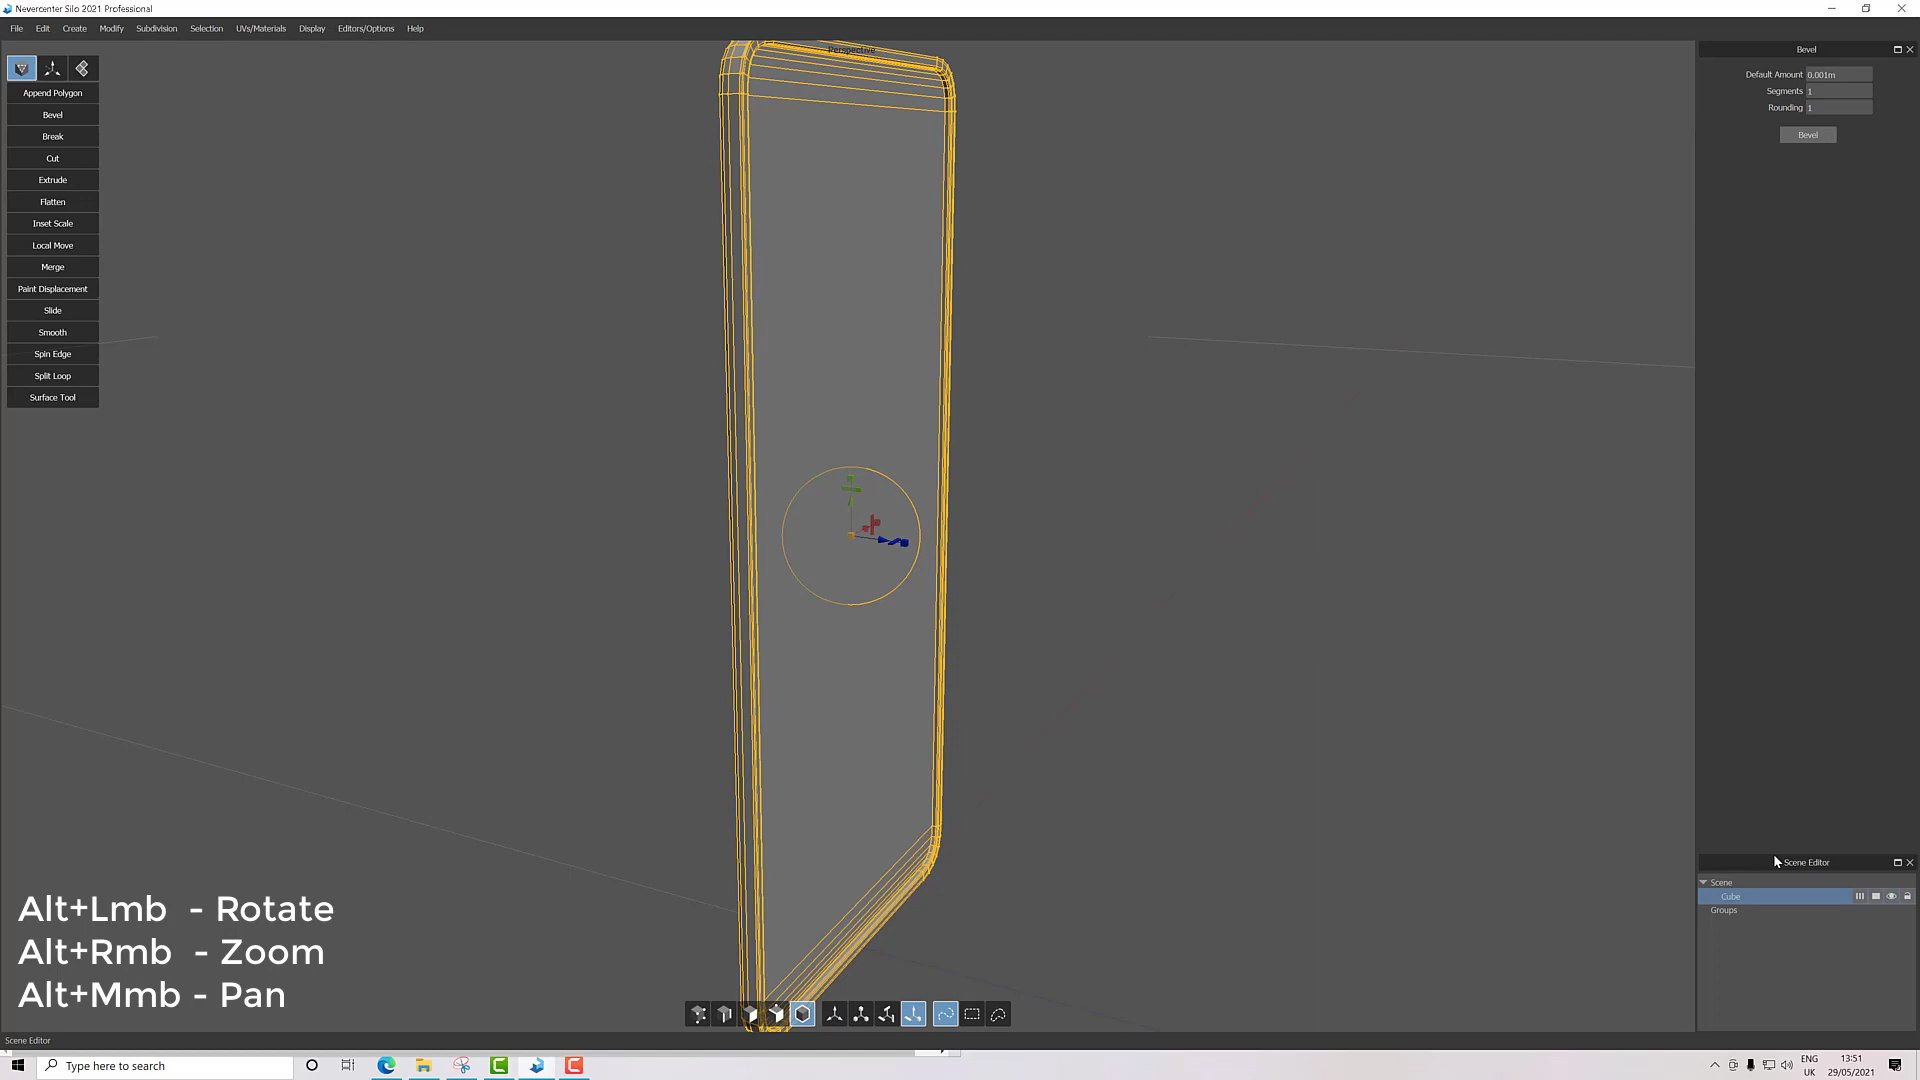 Nevercenter Silo 2021 Professional
File Edit Create Modify Subdivision Selection UVs/Materials Display Editors/Options Help
Perspective
Append Polygon
Bevel
Break
Cut
Extrude
Flatten
Inset Scale
Local Move
Merge
Paint Displacement
Slide
Smooth
Spin Edge
Split Loop
Surface Tool
Bevel
Default Amount 0.001m
Segments 1
Rounding 1
Bevel
Scene Editor
Scene
Cube
Groups
Alt+Lmb - Rotate
Alt+Rmb - Zoom
Alt+Mmb - Pan
Scene Editor
Type here to search
ENG
UK
13:51
29/05/2021